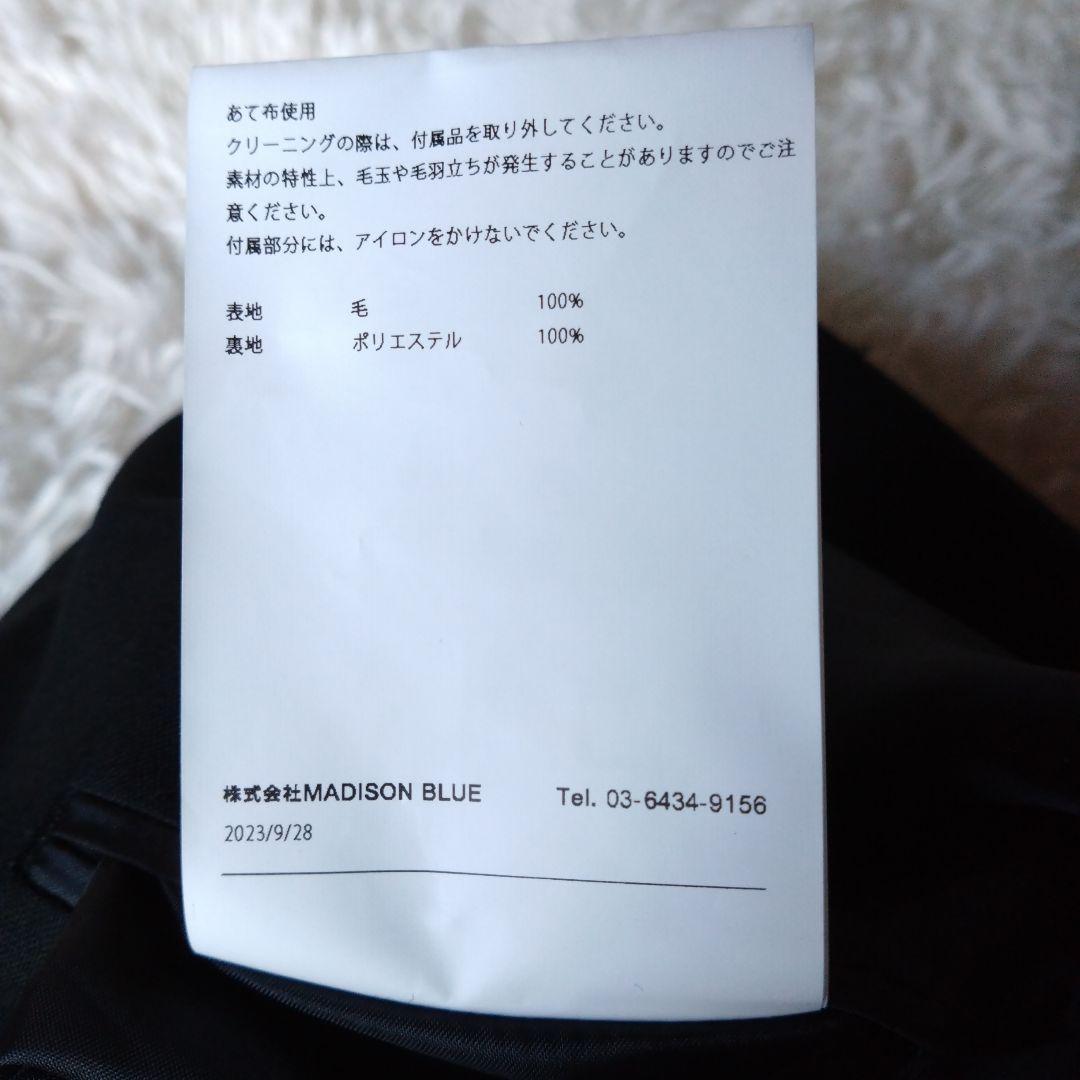 あて布使用
クリーニングの際は、付属品を取り外してください。
素材の特性上、毛玉や毛羽立ちが発生することがありますのでご注
意ください。
付属部分には、アイロンをかけないでください。
表地 毛 100%
裏地 ポリエステル 100%
株式会社MADISON BLUE Tel. 03-6434-9156
2023/9/28